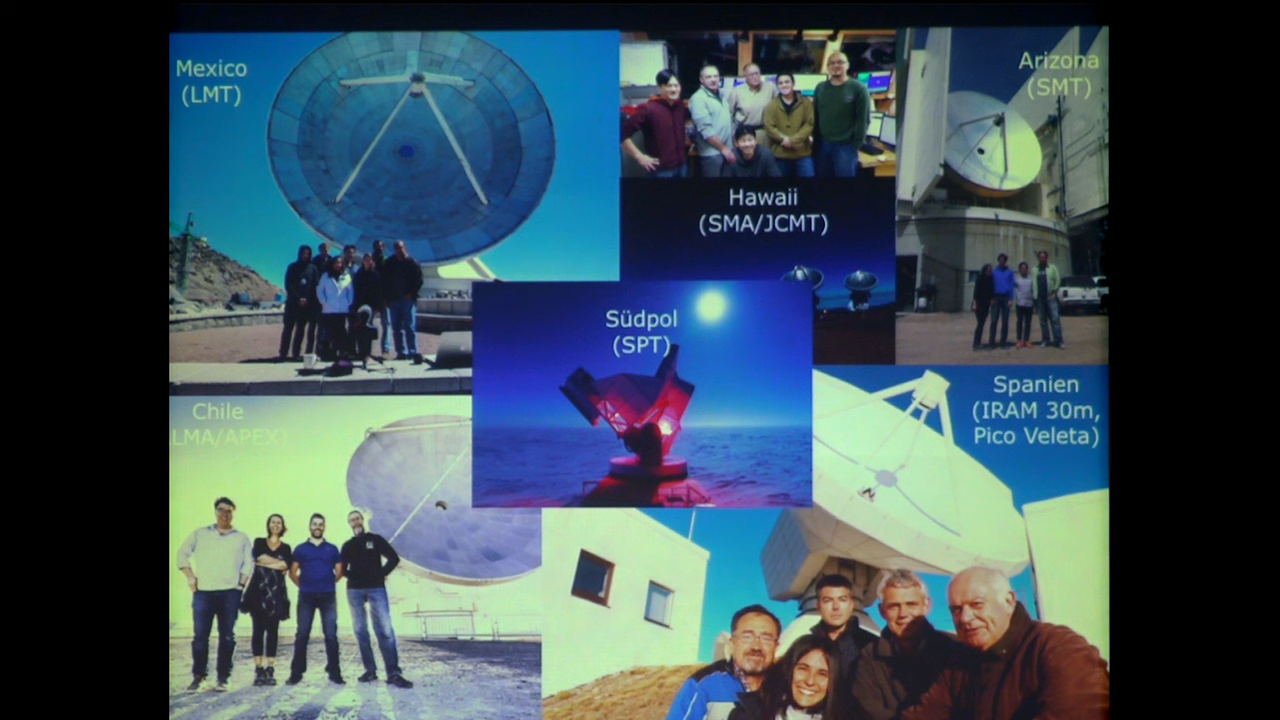 Mexico
(LMT)
Hawaii
(SMA/JCMT)
Arizona
(SMT)
Südpol
(SPT)
Chile
LMA/APEX)
Spanien
(IRAM 30m,
Pico Veleta)